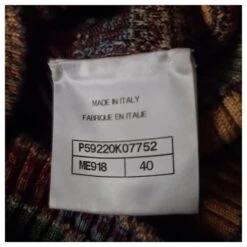 MADE IN ITALY
FABRIQUE EN ITALIE
P59220K07752
ME918 40